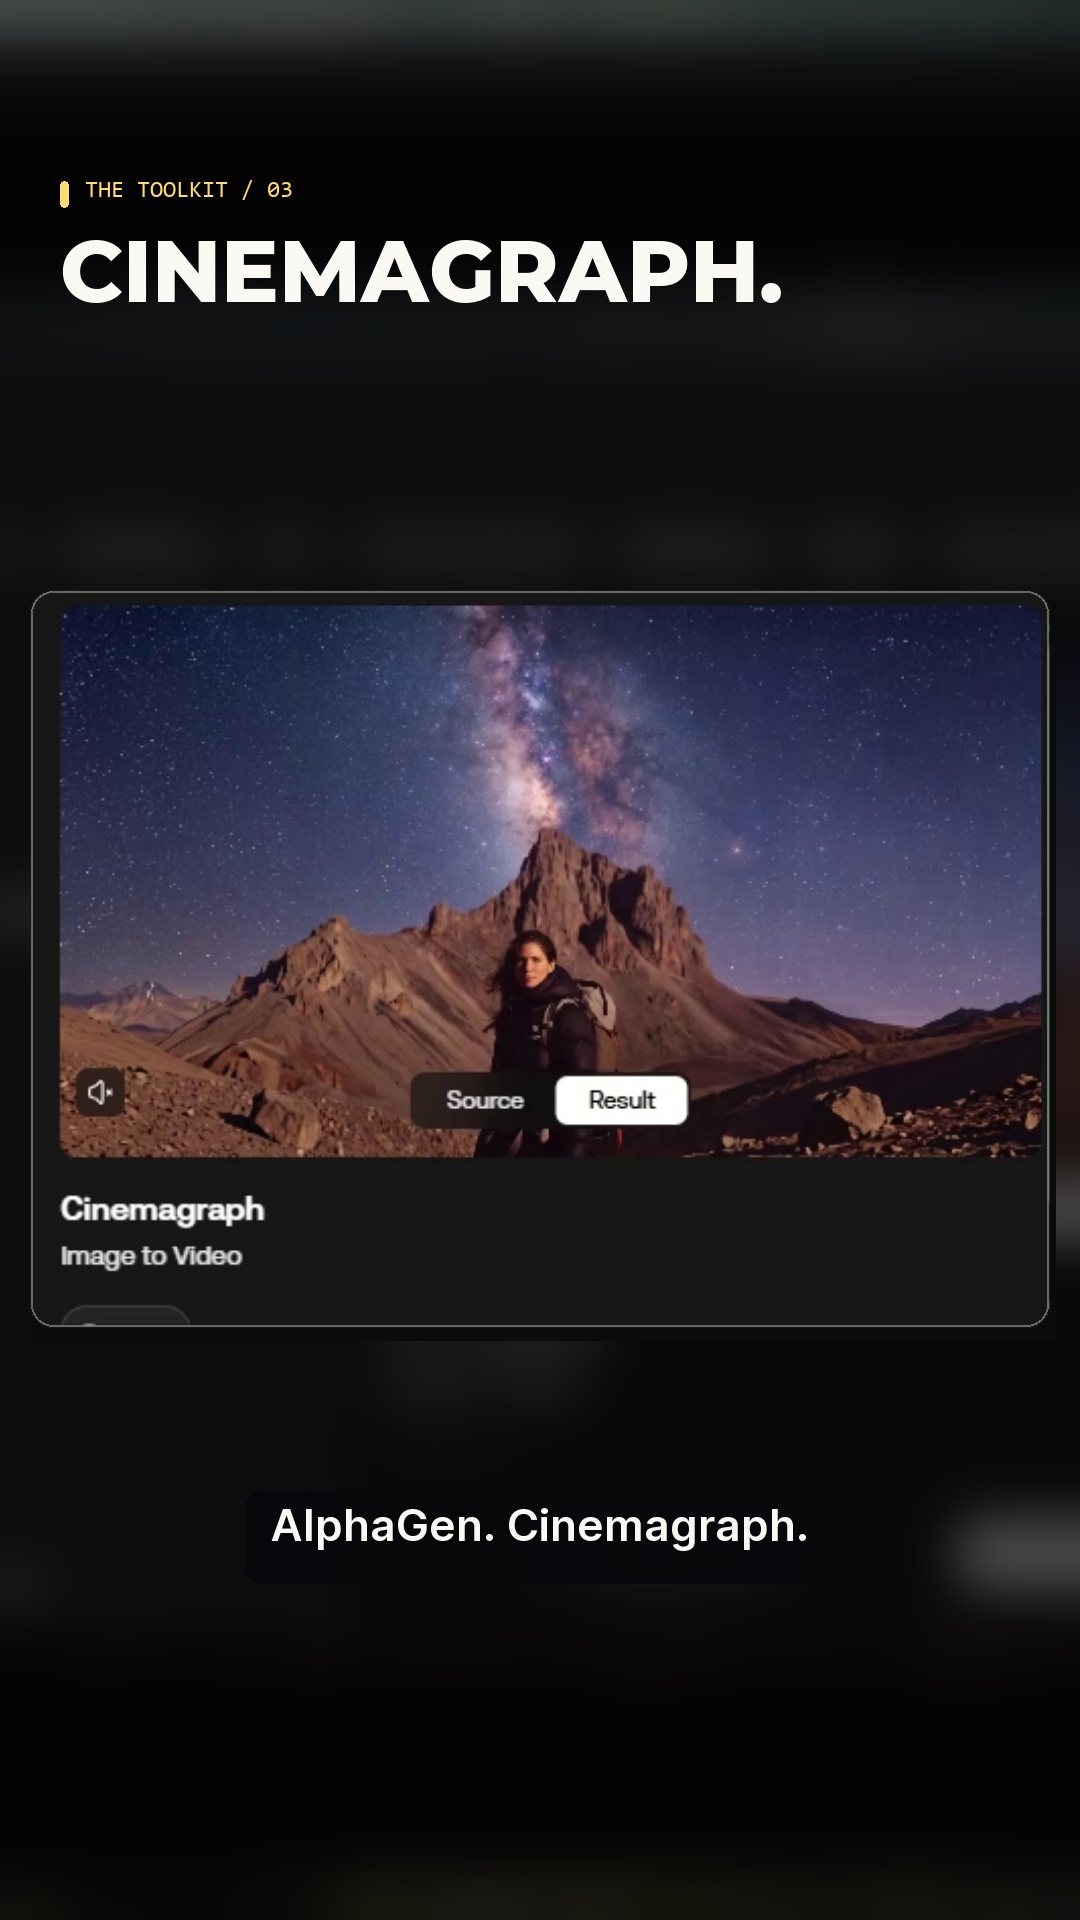 THE TOOLKIT / 03
CINEMAGRAPH.
Source Result
Cinemagraph
Image to Video
AlphaGen. Cinemagraph.